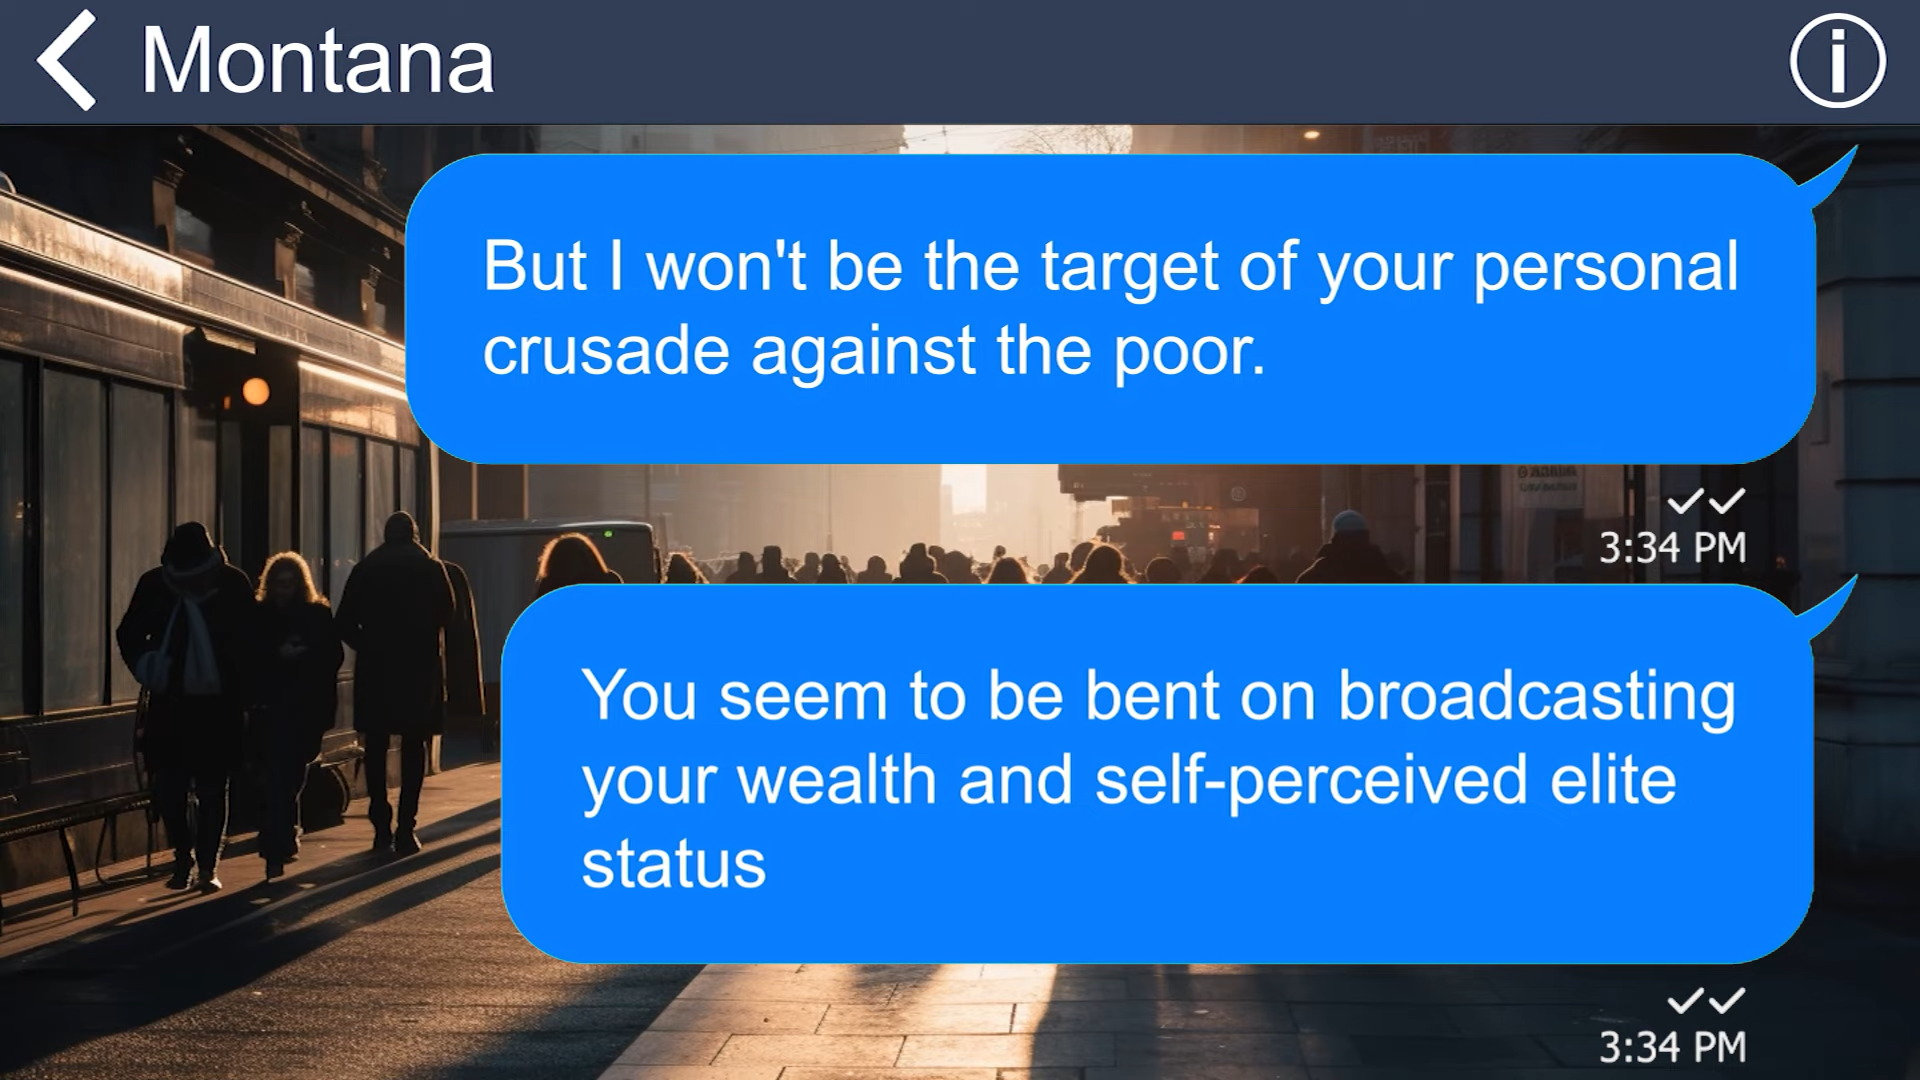 Montana
But I won't be the target of your personal
crusade against the poor.
3:34 PM
You seem to be bent on broadcasting
your wealth and self-perceived elite
status
3:34 PM